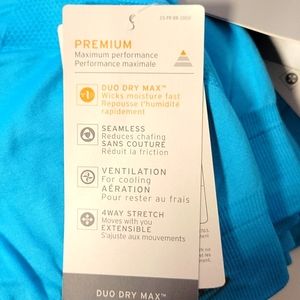 PREMIUM
Maximum performance
Performance maximale
DUO DRY MAX™
Wicks moisture fast
Repousse l'humidité
rapidement
SEAMLESS
Reduces chafing
SANS COUTURE
Réduit la friction
VENTILATION
For cooling
AÉRATION
Pour rester au frais
4WAY STRETCH
Moves with you
EXTENSIBLE
S'ajuste aux mouvements
DUO DRY MAX™